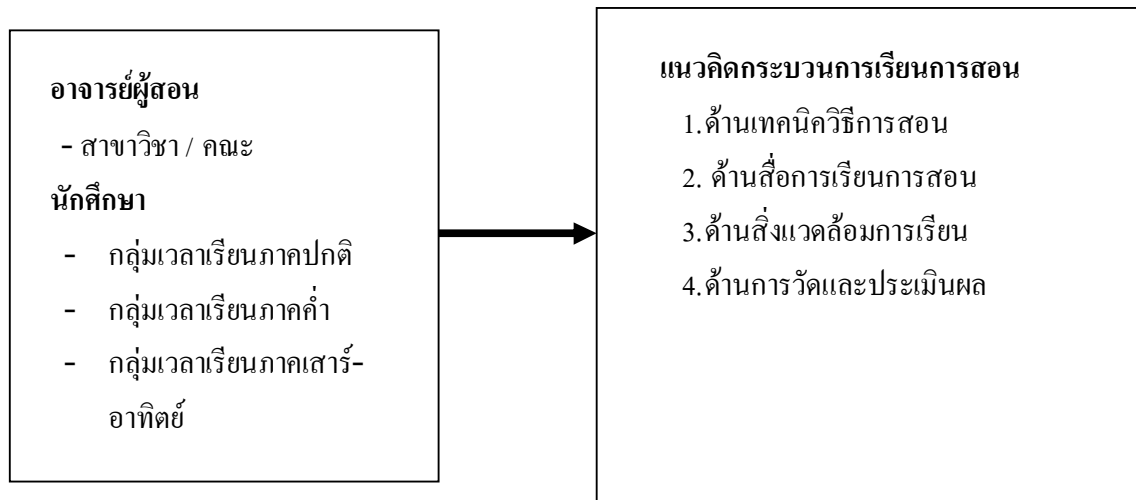 อาจารย์ผู้สอน
- สาขาวิชา / คณะ
นักศึกษา
- กลุ่มเวลาเรียนภาคปกติ
- กลุ่มเวลาเรียนภาคค่ำ
- กลุ่มเวลาเรียนภาคเสาร์-
อาทิตย์
แนวคิดกระบวนการเรียนการสอน
1.ด้านเทคนิควิธีการสอน
2. ด้านสื่อการเรียนการสอน
3.ด้านสิ่งแวดล้อมการเรียน
4.ด้านการวัดและประเมินผล